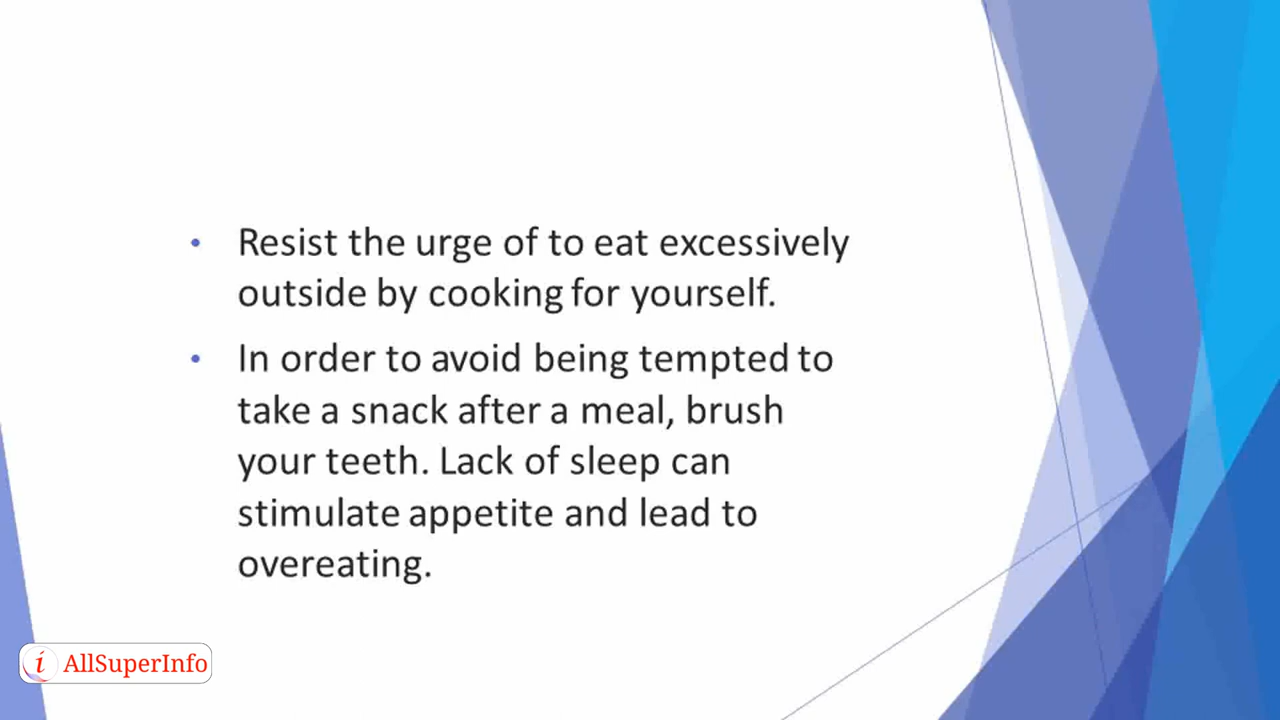 • Resist the urge of to eat excessively
outside by cooking for yourself.
• In order to avoid being tempted to
take a snack after a meal, brush
your teeth. Lack of sleep can
stimulate appetite and lead to
overeating.
i AllSuperInfo